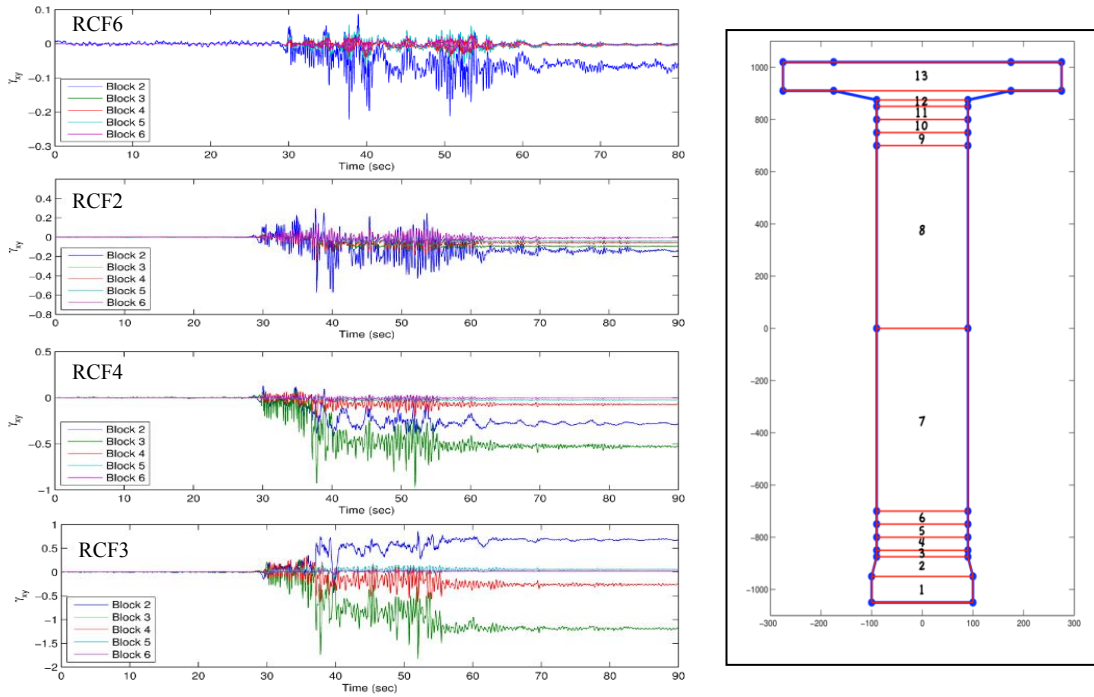 RCF6
0.1
0
−0.1
−0.2
−0.3
γxy
Block 2
Block 3
Block 4
Block 5
Block 6
0 10 20 30 40 50 60 70 80
Time (sec)
RCF2
0.4
0.2
0
−0.2
−0.4
−0.6
−0.8
γxy
Block 2
Block 3
Block 4
Block 5
Block 6
0 10 20 30 40 50 60 70 80 90
Time (sec)
RCF4
0.5
0
−0.5
−1
γxy
Block 2
Block 3
Block 4
Block 5
Block 6
0 10 20 30 40 50 60 70 80 90
Time (sec)
RCF3
1
0.5
0
−0.5
−1
−1.5
−2
γxy
Block 2
Block 3
Block 4
Block 5
Block 6
0 10 20 30 40 50 60 70 80 90
Time (sec)
1000
800
600
400
200
0
−200
−400
−600
−800
−1000
13
12
11
10
9
8
7
6
5
4
3
2
1
−300 −200 −100 0 100 200 300